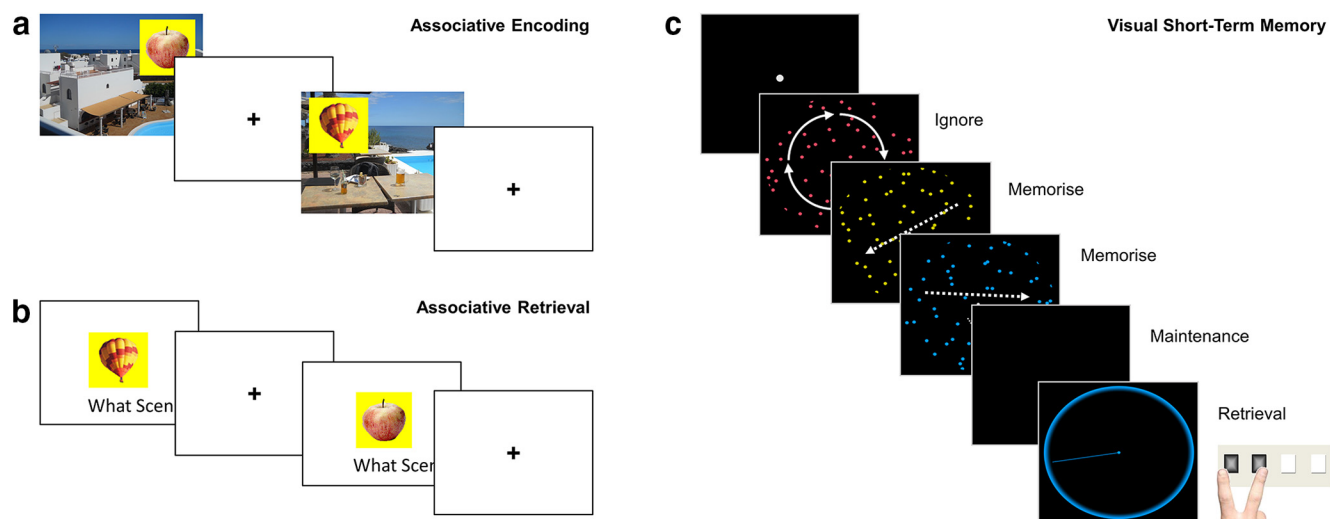 a
Associative Encoding
+
+
b
Associative Retrieval
What Scen
+
What Scen
+
c
Visual Short-Term Memory
Ignore
Memorise
Memorise
Maintenance
Retrieval